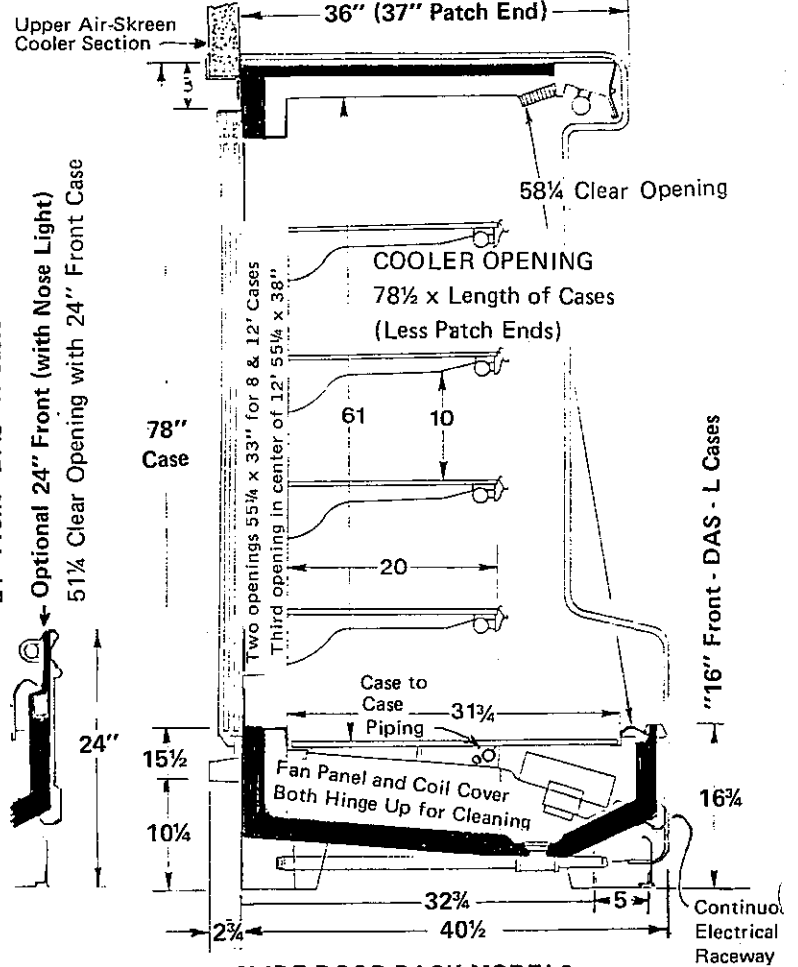 36" (37" Patch End)
Upper Air-Skreen
Cooler Section
3"
58¼ Clear Opening
COOLER OPENING
78½ x Length of Cases
(Less Patch Ends)
Optional 24" Front (with Nose Light)
51¼ Clear Opening with 24" Front Case
78"
Case
Two openings 55¼ x 33" for 8 & 12' Cases
Third opening in center of 12' 55¼ x 38"
61
10
20
"16" Front - DAS - L Cases
24"
Case to
Case
Piping
31¾
15½
Fan Panel and Coil Cover
Both Hinge Up for Cleaning
16¾
10¼
32¾
5
2¾
40½
Electrical
Raceway